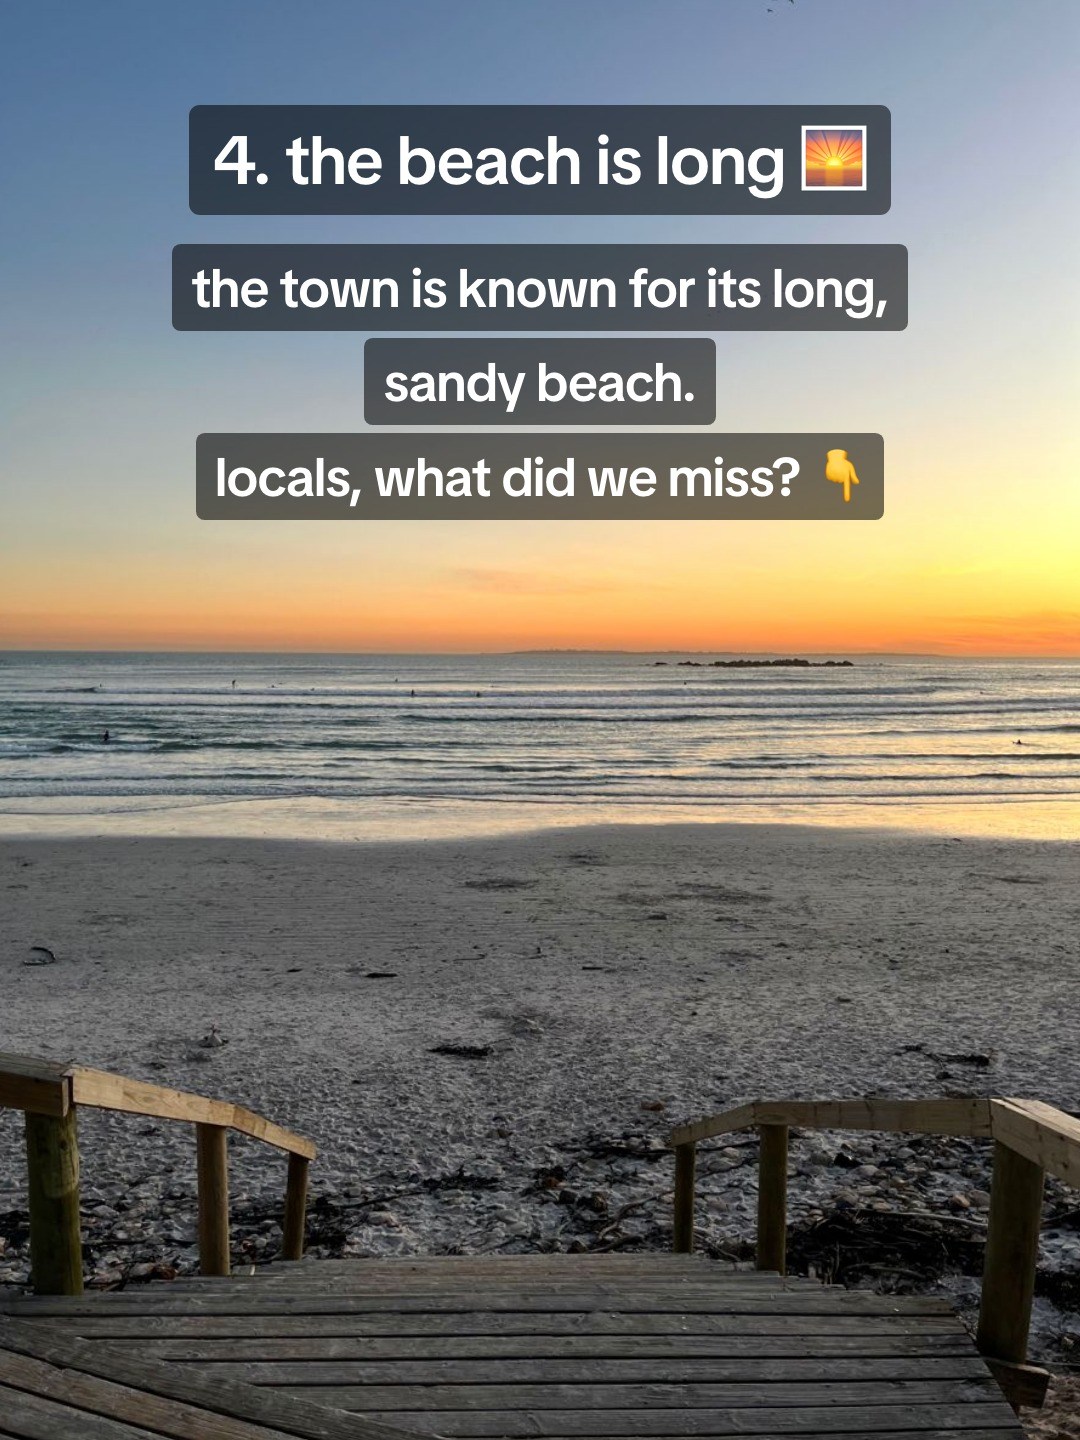 4. the beach is long 🌅
the town is known for its long,
sandy beach.
locals, what did we miss? 👇